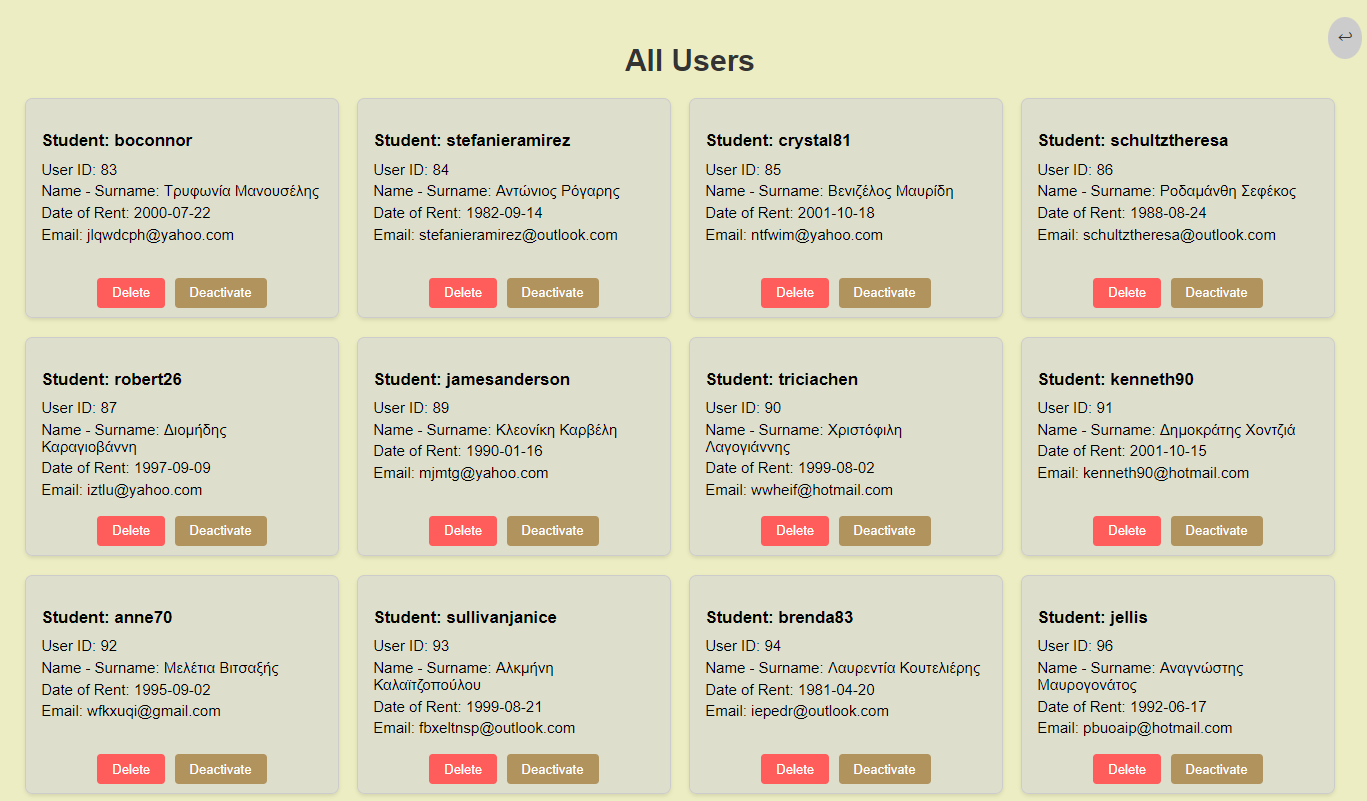 ↩
All Users
Student: boconnor
User ID: 83
Name - Surname: Τρυφωνία Μανουσέλης
Date of Rent: 2000-07-22
Email: jlqwdcph@yahoo.com
Delete Deactivate
Student: stefanieramirez
User ID: 84
Name - Surname: Αντώνιος Ρόγαρης
Date of Rent: 1982-09-14
Email: stefanieramirez@outlook.com
Delete Deactivate
Student: crystal81
User ID: 85
Name - Surname: Βενιζέλος Μαυρίδη
Date of Rent: 2001-10-18
Email: ntfwim@yahoo.com
Delete Deactivate
Student: schultztheresa
User ID: 86
Name - Surname: Ροδαμάνθη Σεφέκος
Date of Rent: 1988-08-24
Email: schultztheresa@outlook.com
Delete Deactivate
Student: robert26
User ID: 87
Name - Surname: Διομήδης
Καραγιοβάννη
Date of Rent: 1997-09-09
Email: iztlu@yahoo.com
Delete Deactivate
Student: jamesanderson
User ID: 89
Name - Surname: Κλεονίκη Καρβέλη
Date of Rent: 1990-01-16
Email: mjmtg@yahoo.com
Delete Deactivate
Student: triciachen
User ID: 90
Name - Surname: Χριστόφιλη
Λαγογιάννης
Date of Rent: 1999-08-02
Email: wwheif@hotmail.com
Delete Deactivate
Student: kenneth90
User ID: 91
Name - Surname: Δημοκράτης Χοντζιά
Date of Rent: 2001-10-15
Email: kenneth90@hotmail.com
Delete Deactivate
Student: anne70
User ID: 92
Name - Surname: Μελέτια Βιτσαξής
Date of Rent: 1995-09-02
Email: wfkxuqi@gmail.com
Delete Deactivate
Student: sullivanjanice
User ID: 93
Name - Surname: Αλκμήνη
Καλαϊτζοπούλου
Date of Rent: 1999-08-21
Email: fbxeltnsp@outlook.com
Delete Deactivate
Student: brenda83
User ID: 94
Name - Surname: Λαυρεντία Κουτελιέρης
Date of Rent: 1981-04-20
Email: iepedr@outlook.com
Delete Deactivate
Student: jellis
User ID: 96
Name - Surname: Αναγνώστης
Μαυρογονάτος
Date of Rent: 1992-06-17
Email: pbuoaip@hotmail.com
Delete Deactivate